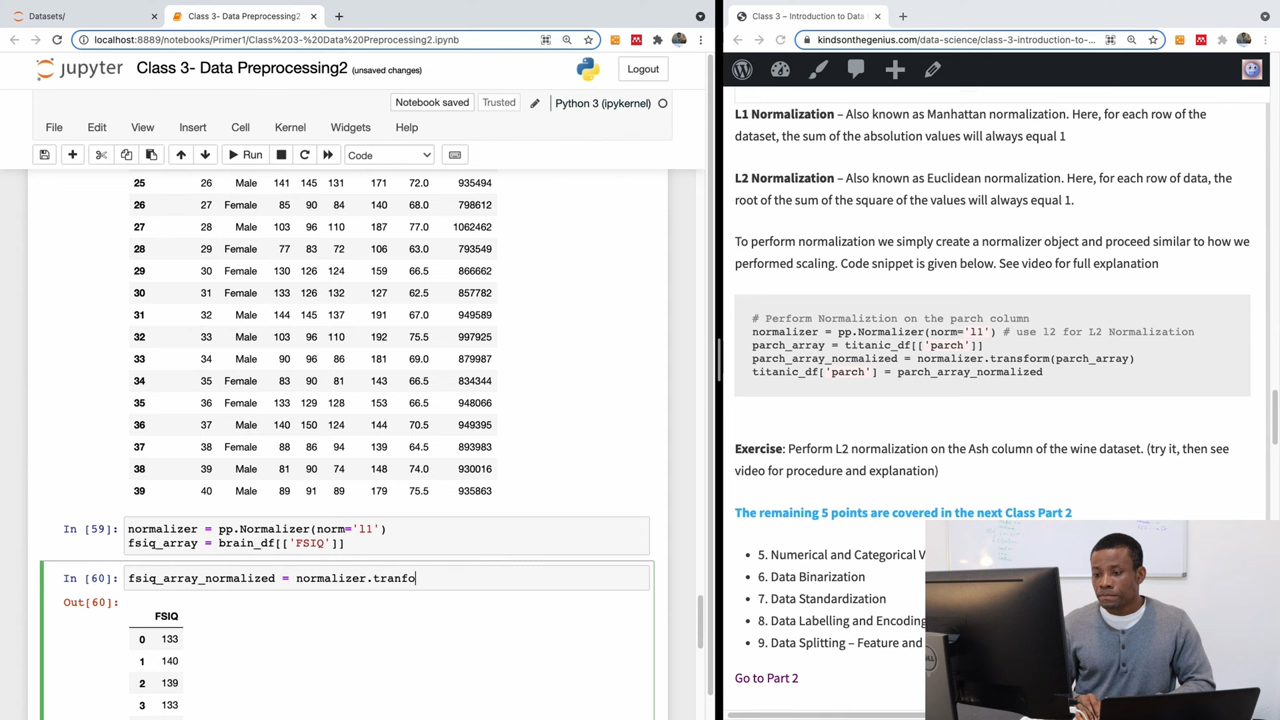 Datasets/
Class 3- Data Preprocessing2
localhost:8889/notebooks/Primer1/Class%203-%20Data%20Preprocessing2.ipynb
jupyter Class 3- Data Preprocessing2 (unsaved changes)
Logout
Notebook saved Trusted Python 3 (ipykernel)
File Edit View Insert Cell Kernel Widgets Help
Run Code
25 26 Male 141 145 131 171 72.0 935494
26 27 Female 85 90 84 140 68.0 798612
27 28 Male 103 96 110 187 77.0 1062462
28 29 Female 77 83 72 106 63.0 793549
29 30 Female 130 126 124 159 66.5 866662
30 31 Female 133 126 132 127 62.5 857782
31 32 Male 144 145 137 191 67.0 949589
32 33 Male 103 96 110 192 75.5 997925
33 34 Male 90 96 86 181 69.0 879987
34 35 Female 83 90 81 143 66.5 834344
35 36 Female 133 129 128 153 66.5 948066
36 37 Male 140 150 124 144 70.5 949395
37 38 Female 88 86 94 139 64.5 893983
38 39 Male 81 90 74 148 74.0 930016
39 40 Male 89 91 89 179 75.5 935863
In [59]: normalizer = pp.Normalizer(norm='l1')
fsiq_array = brain_df[['FSIQ']]
In [60]: fsiq_array_normalized = normalizer.tranfo
Out[60]:
FSIQ
0 133
1 140
2 139
3 133
Class 3 – Introduction to Data
kindsonthegenius.com/data-science/class-3-introduction-to-...
L1 Normalization – Also known as Manhattan normalization. Here, for each row of the
dataset, the sum of the absolution values will always equal 1
L2 Normalization – Also known as Euclidean normalization. Here, for each row of data, the
root of the sum of the square of the values will always equal 1.
To perform normalization we simply create a normalizer object and proceed similar to how we
performed scaling. Code snippet is given below. See video for full explanation
# Perform Normaliztion on the parch column
normalizer = pp.Normalizer(norm='l1') # use l2 for L2 Normalization
parch_array = titanic_df[['parch']]
parch_array_normalized = normalizer.transform(parch_array)
titanic_df['parch'] = parch_array_normalized
Exercise: Perform L2 normalization on the Ash column of the wine dataset. (try it, then see
video for procedure and explanation)
The remaining 5 points are covered in the next Class Part 2
5. Numerical and Categorical V
6. Data Binarization
7. Data Standardization
8. Data Labelling and Encoding
9. Data Splitting – Feature and
Go to Part 2
DELL